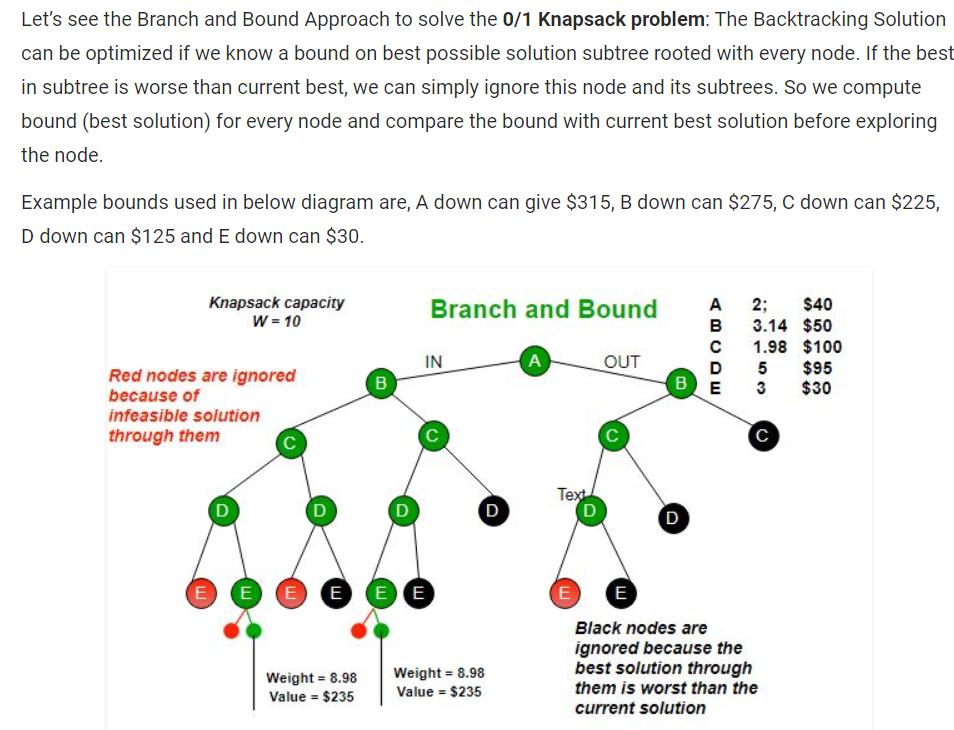 Let's see the Branch and Bound Approach to solve the 0/1 Knapsack problem: The Backtracking Solution
can be optimized if we know a bound on best possible solution subtree rooted with every node. If the best
in subtree is worse than current best, we can simply ignore this node and its subtrees. So we compute
bound (best solution) for every node and compare the bound with current best solution before exploring
the node.
Example bounds used in below diagram are, A down can give $315, B down can $275, C down can $225,
D down can $125 and E down can $30.
Knapsack capacity
W = 10
Branch and Bound
A 2; $40
B 3.14 $50
C 1.98 $100
D 5 $95
E 3 $30
Red nodes are ignored
because of
infeasible solution
through them
IN
A
OUT
B
B
C
C
C
C
Text
D
D
D
D
D
D
E
E
E
E
E
E
E
E
Weight = 8.98
Value = $235
Weight = 8.98
Value = $235
Black nodes are
ignored because the
best solution through
them is worst than the
current solution